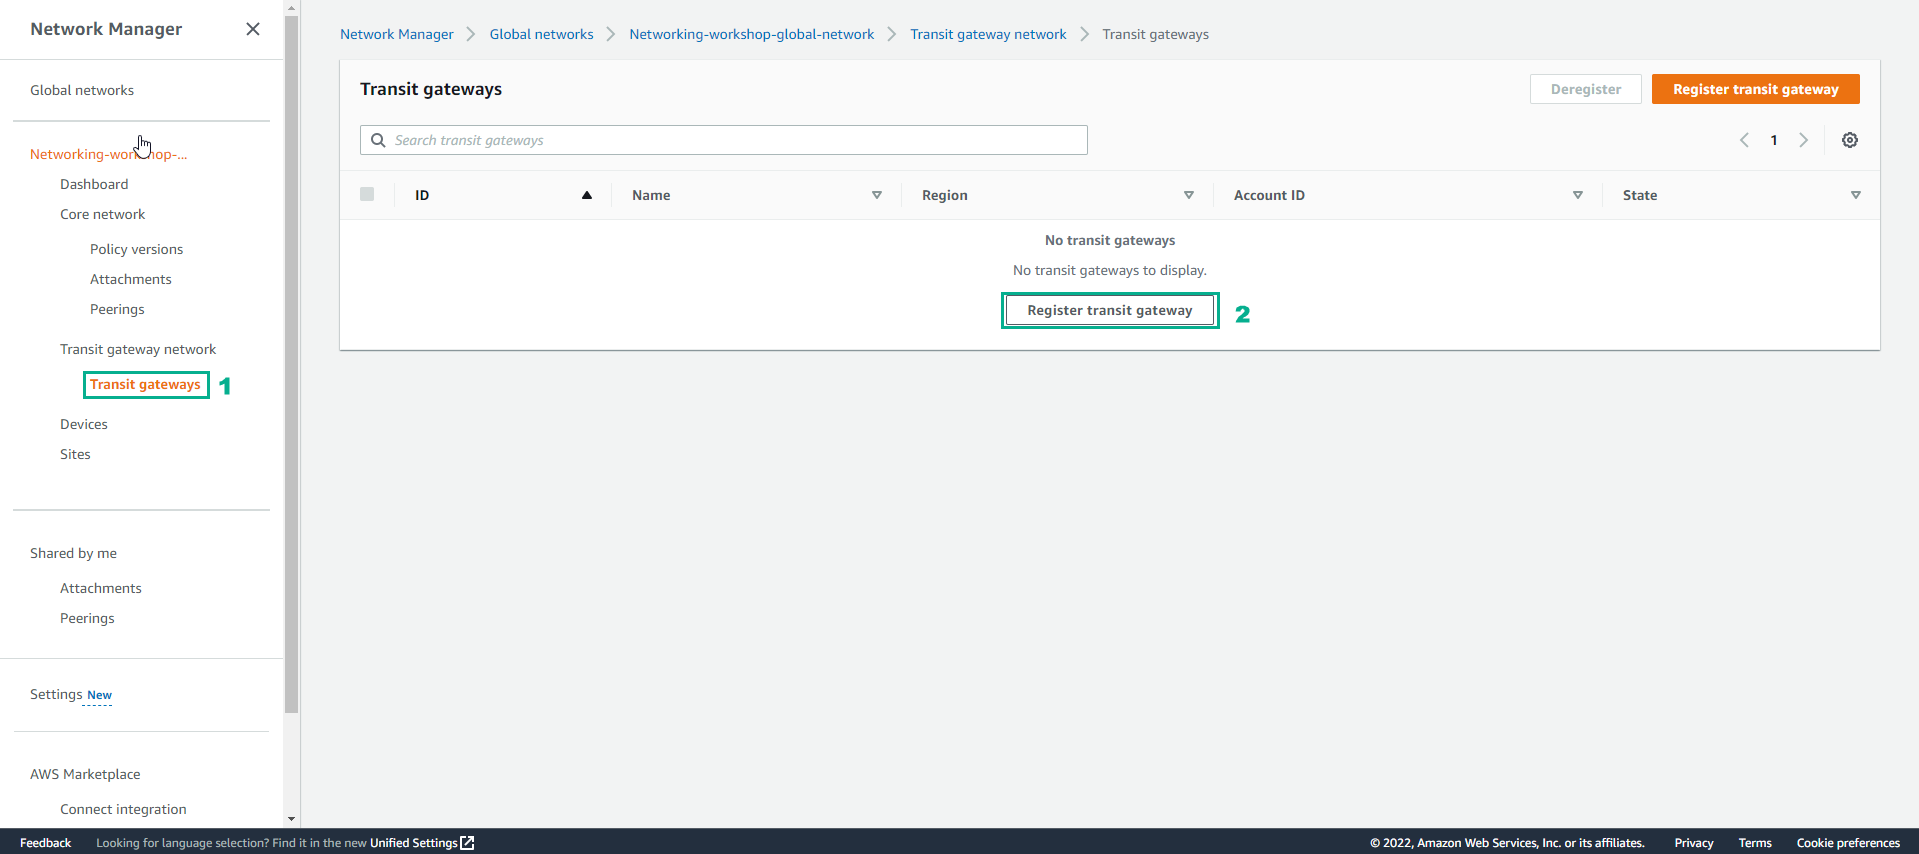 Network Manager
Global networks
Networking-workshop-...
Dashboard
Core network
Policy versions
Attachments
Peerings
Transit gateway network
Transit gateways 1
Devices
Sites
Shared by me
Attachments
Peerings
Settings New
AWS Marketplace
Connect integration
Network Manager Global networks Networking-workshop-global-network Transit gateway network Transit gateways
Transit gateways Deregister Register transit gateway
Search transit gateways 1
ID Name Region Account ID State
No transit gateways
No transit gateways to display.
Register transit gateway 2
Feedback Looking for language selection? Find it in the new Unified Settings © 2022, Amazon Web Services, Inc. or its affiliates. Privacy Terms Cookie preferences